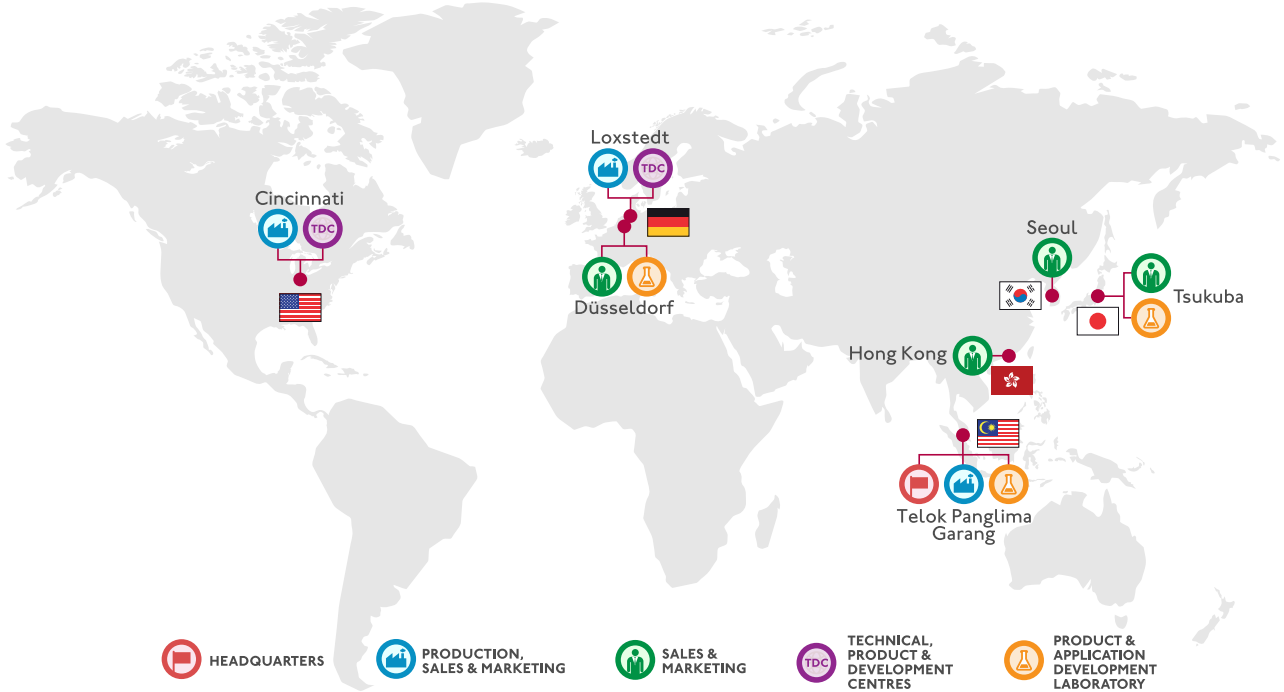 Loxstedt
TDC
Cincinnati
TDC
Seoul
Düsseldorf
Tsukuba
Hong Kong
Telok Panglima
Garang
HEADQUARTERS
PRODUCTION,
SALES & MARKETING
SALES &
MARKETING
TDC
TECHNICAL,
PRODUCT &
DEVELOPMENT
CENTRES
PRODUCT &
APPLICATION
DEVELOPMENT
LABORATORY